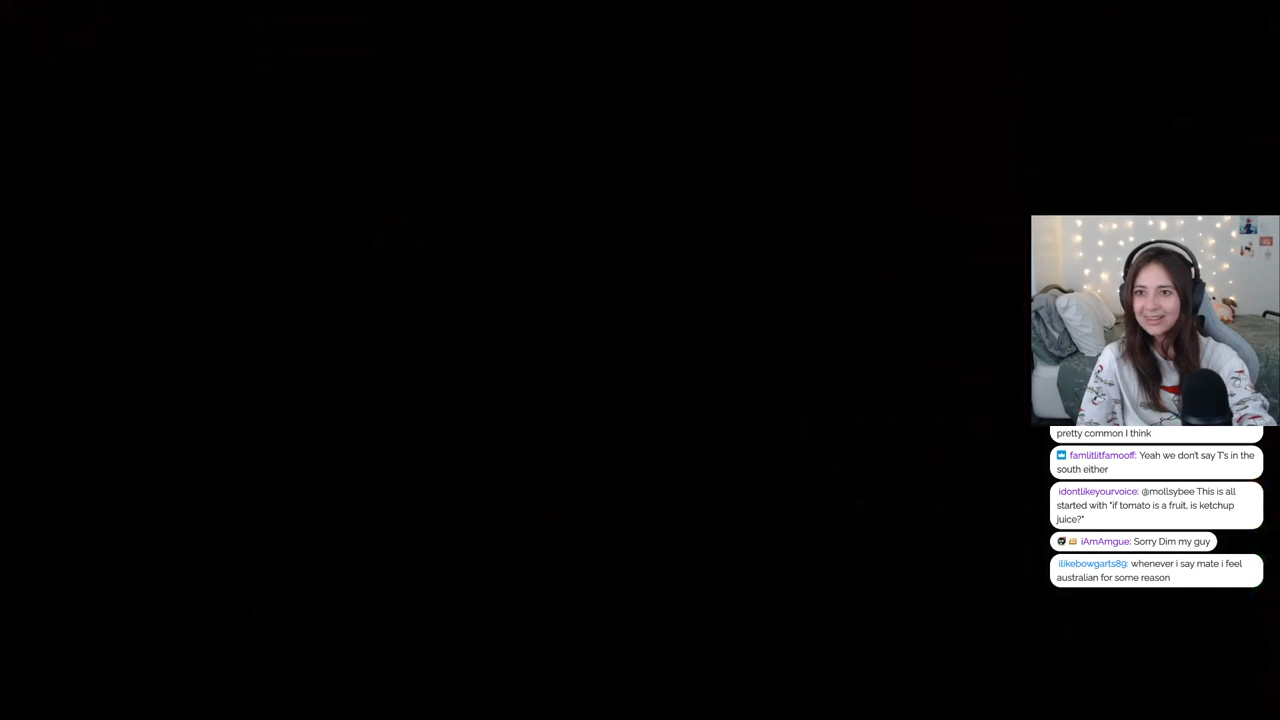 pretty common I think
famlitlitfamooff: Yeah we don't say T's in the
south either
idontlikeyourvoice: @mollsybee This is all
started with "if tomato is a fruit, is ketchup
juice?"
iAmAmgue: Sorry Dim my guy
ilikebowgarts89: whenever i say mate i feel
australian for some reason